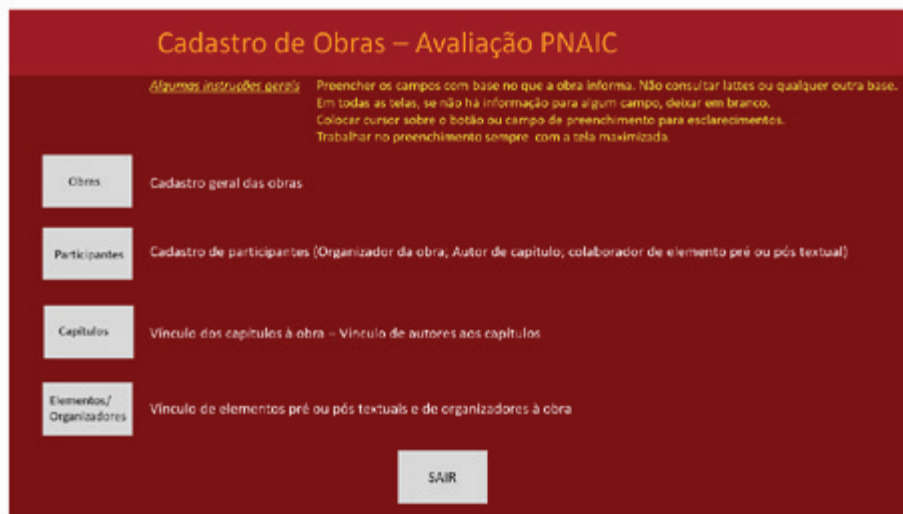 Cadastro de Obras – Avaliação PNAIC
Algumas instruções gerais Preencher os campos com base no que a obra informa. Não consultar lattes ou qualquer outra base.
Em todas as telas, se não há informação para algum campo, deixar em branco.
Colocar cursor sobre o botão ou campo de preenchimento para esclarecimentos.
Trabalhar no preenchimento sempre com a tela maximizada.
Obras Cadastro geral das obras
Participantes Cadastro de participantes (Organizador da obra; Autor de capítulo; colaborador de elemento pré ou pós textual)
Capítulos Vínculo dos capítulos à obra – Vínculo de autores aos capítulos
Elementos/
Organizadores Vínculo de elementos pré ou pós textuais e de organizadores à obra
SAIR